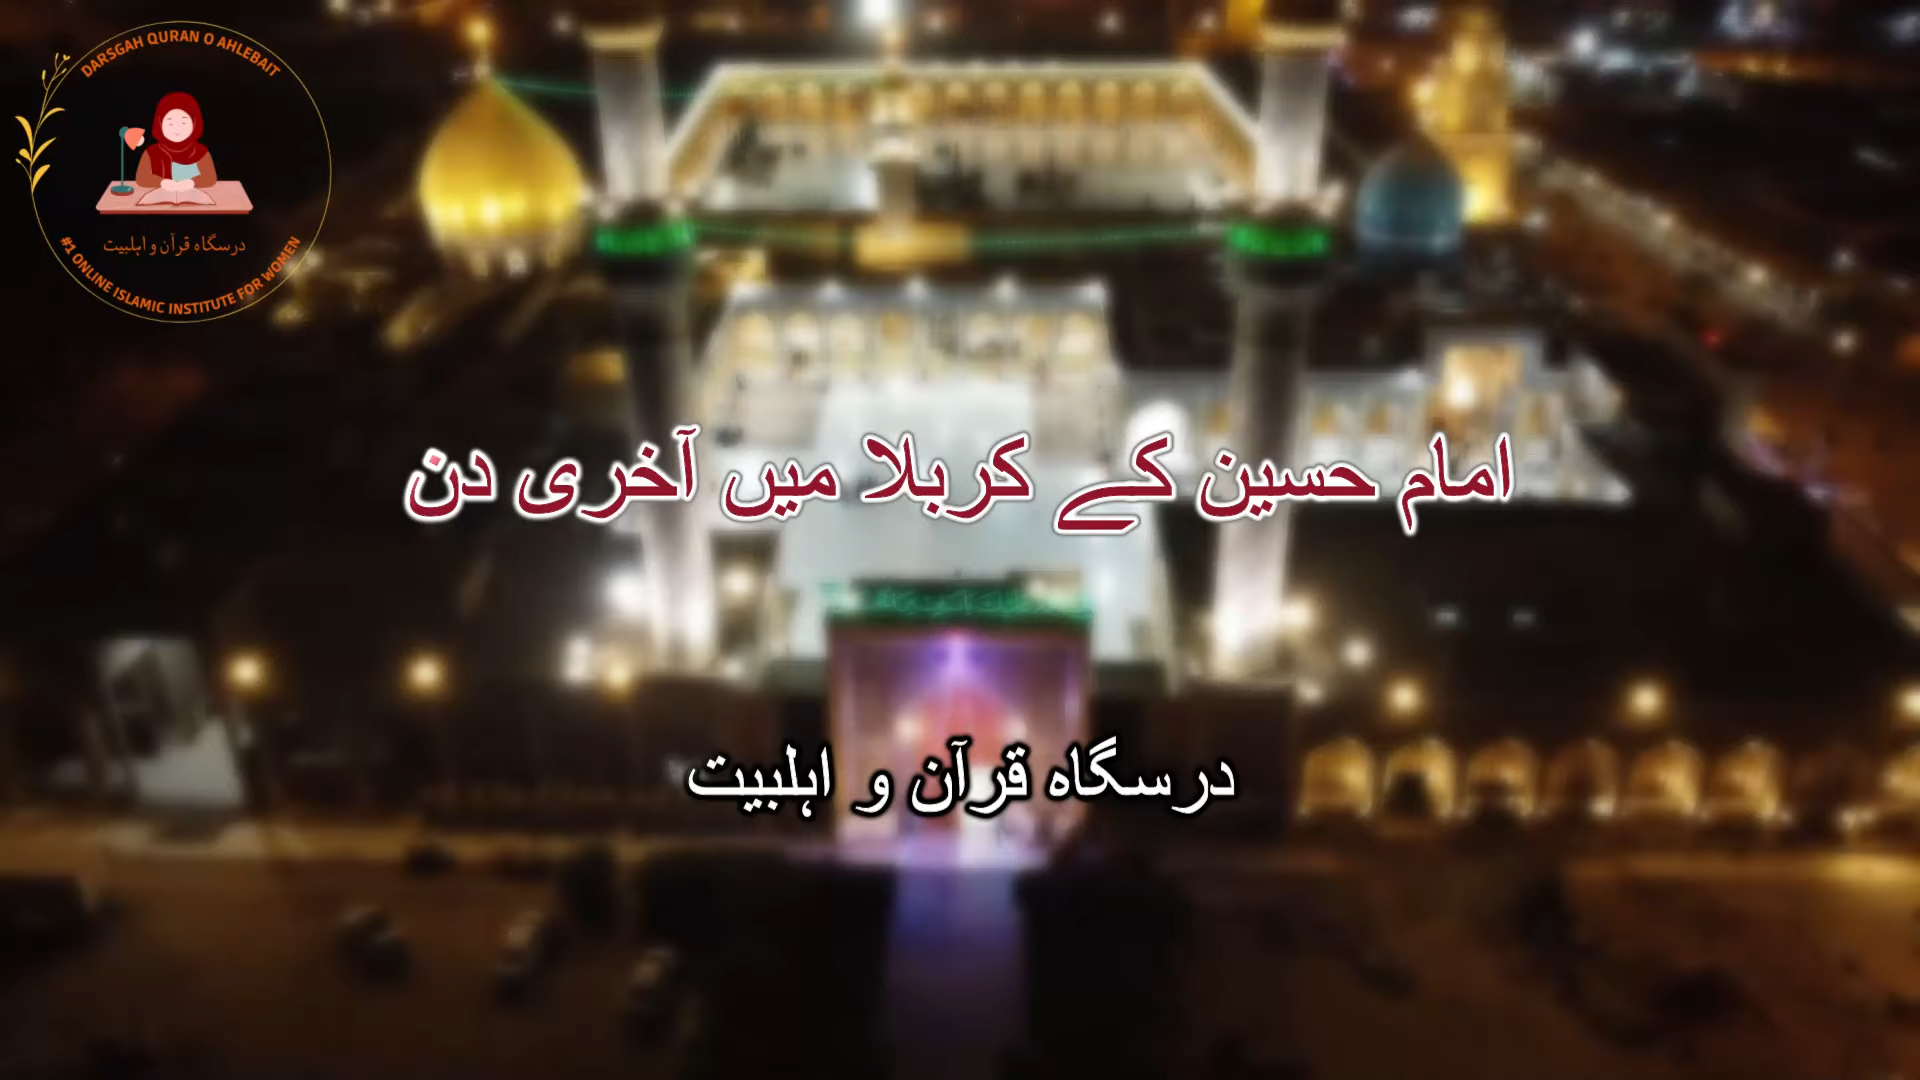 DARSGAH QURAN O AHLEBAIT
درسگاہ قرآن و اہلبیت
#1 ONLINE ISLAMIC INSTITUTE FOR WOMEN
امام حسین کے کربلا میں آخری دن
درسگاہ قرآن و اہلبیت